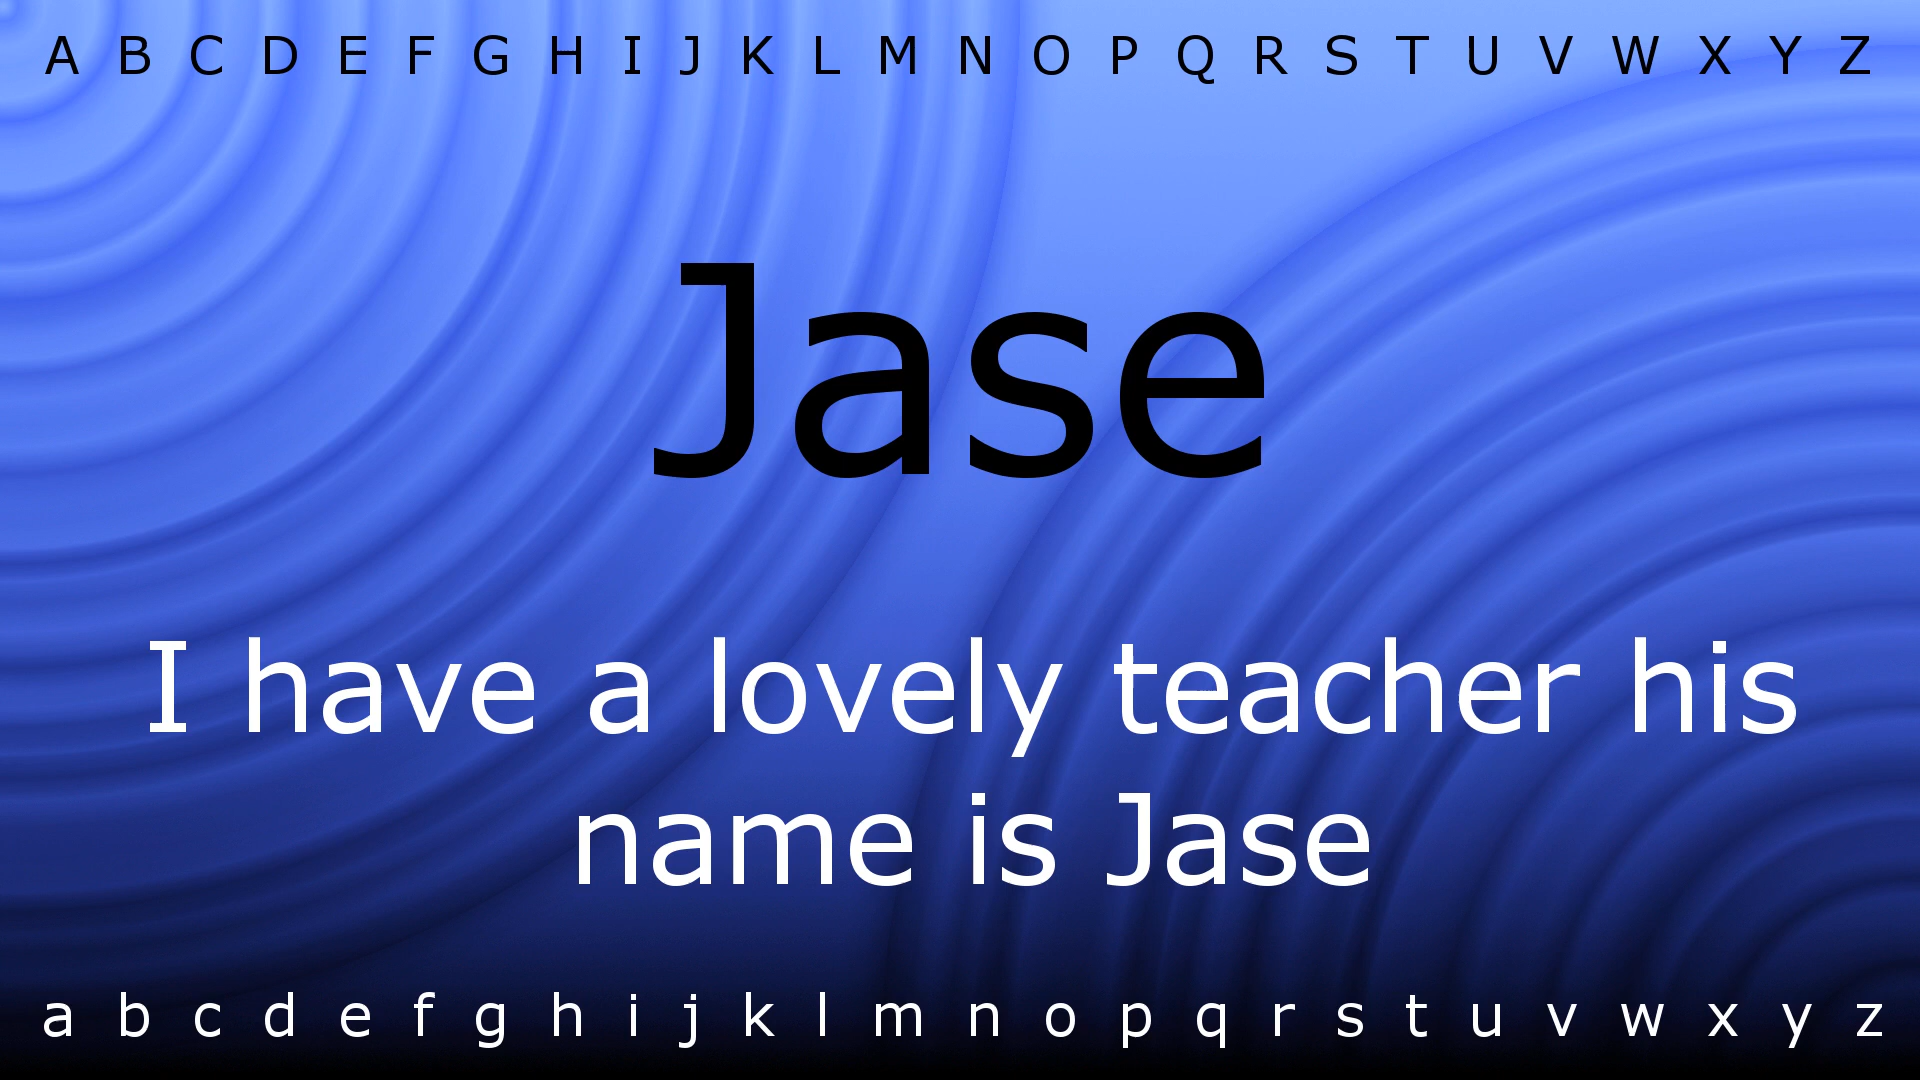 A B C D E F G H I J K L M N O P Q R S T U V W X Y Z
Jase
I have a lovely teacher his
name is Jase
a b c d e f g h i j k l m n o p q r s t u v w x y z